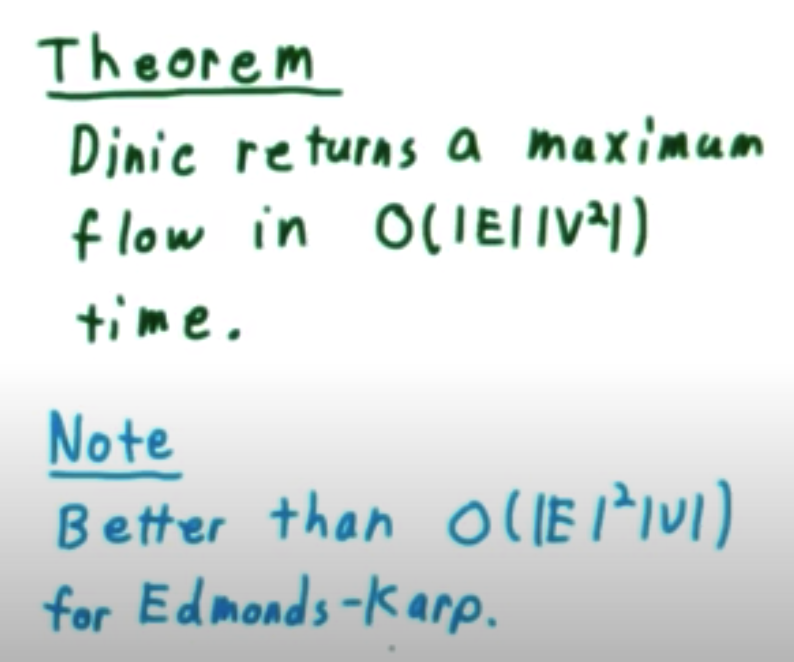 Theorem
Dinic returns a maximum
flow in O(|E||V²|)
time.
Note
Better than O(|E|²|V|)
for Edmonds-Karp.